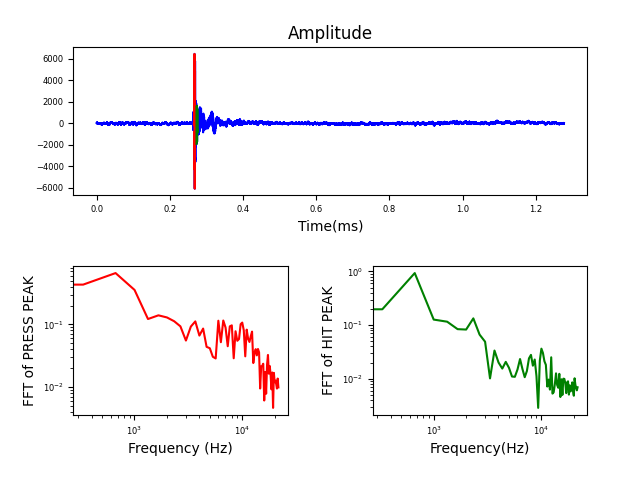 Amplitude
6000
4000
2000
0
−2000
−4000
−6000
0.0 0.2 0.4 0.6 0.8 1.0 1.2
Time(ms)
FFT of PRESS PEAK
10⁻¹
10⁻²
10³ 10⁴
Frequency (Hz)
FFT of HIT PEAK
10⁰
10⁻¹
10⁻²
10³ 10⁴
Frequency(Hz)